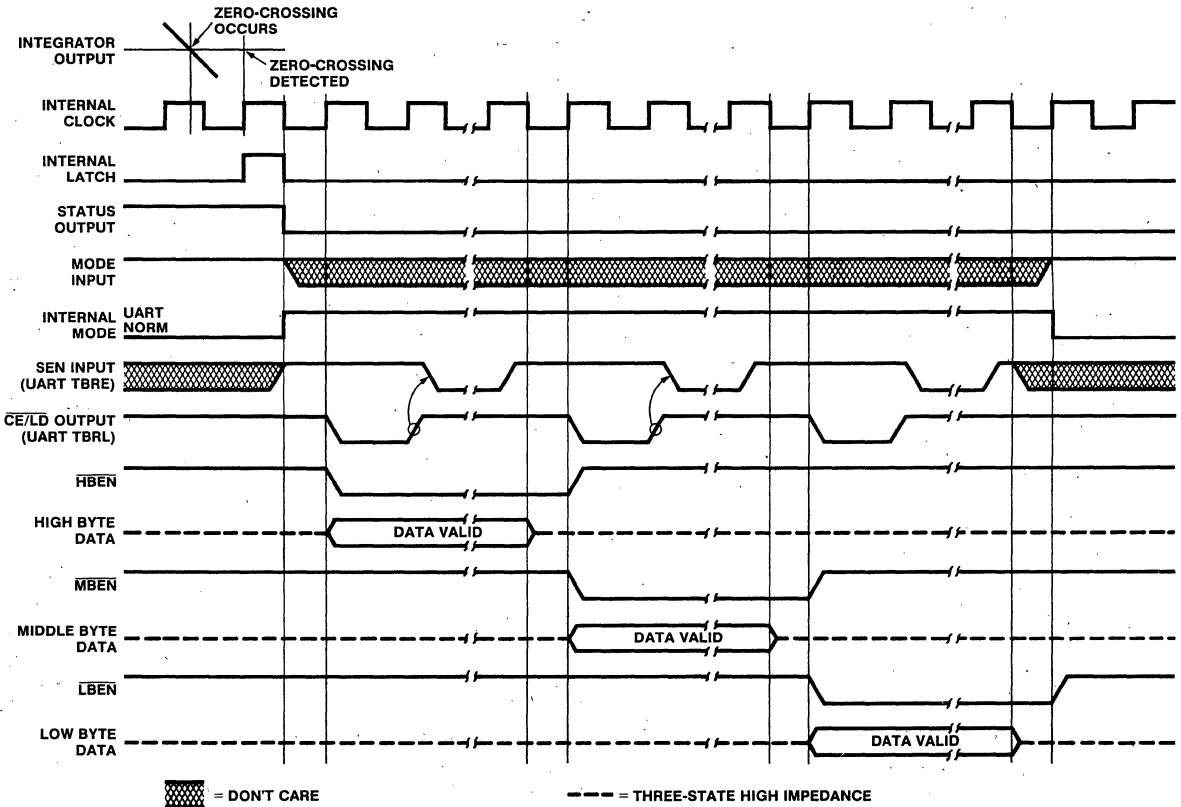 ZERO-CROSSING
OCCURS
INTEGRATOR
OUTPUT
ZERO-CROSSING
DETECTED
INTERNAL
CLOCK
INTERNAL
LATCH
STATUS
OUTPUT
MODE
INPUT
INTERNAL
MODE
UART
NORM
SEN INPUT
(UART TBRE)
CE/LD OUTPUT
(UART TBRL)
HBEN
HIGH BYTE
DATA
DATA VALID
MBEN
MIDDLE BYTE
DATA
DATA VALID
LBEN
LOW BYTE
DATA
DATA VALID
= DON'T CARE
= THREE-STATE HIGH IMPEDANCE